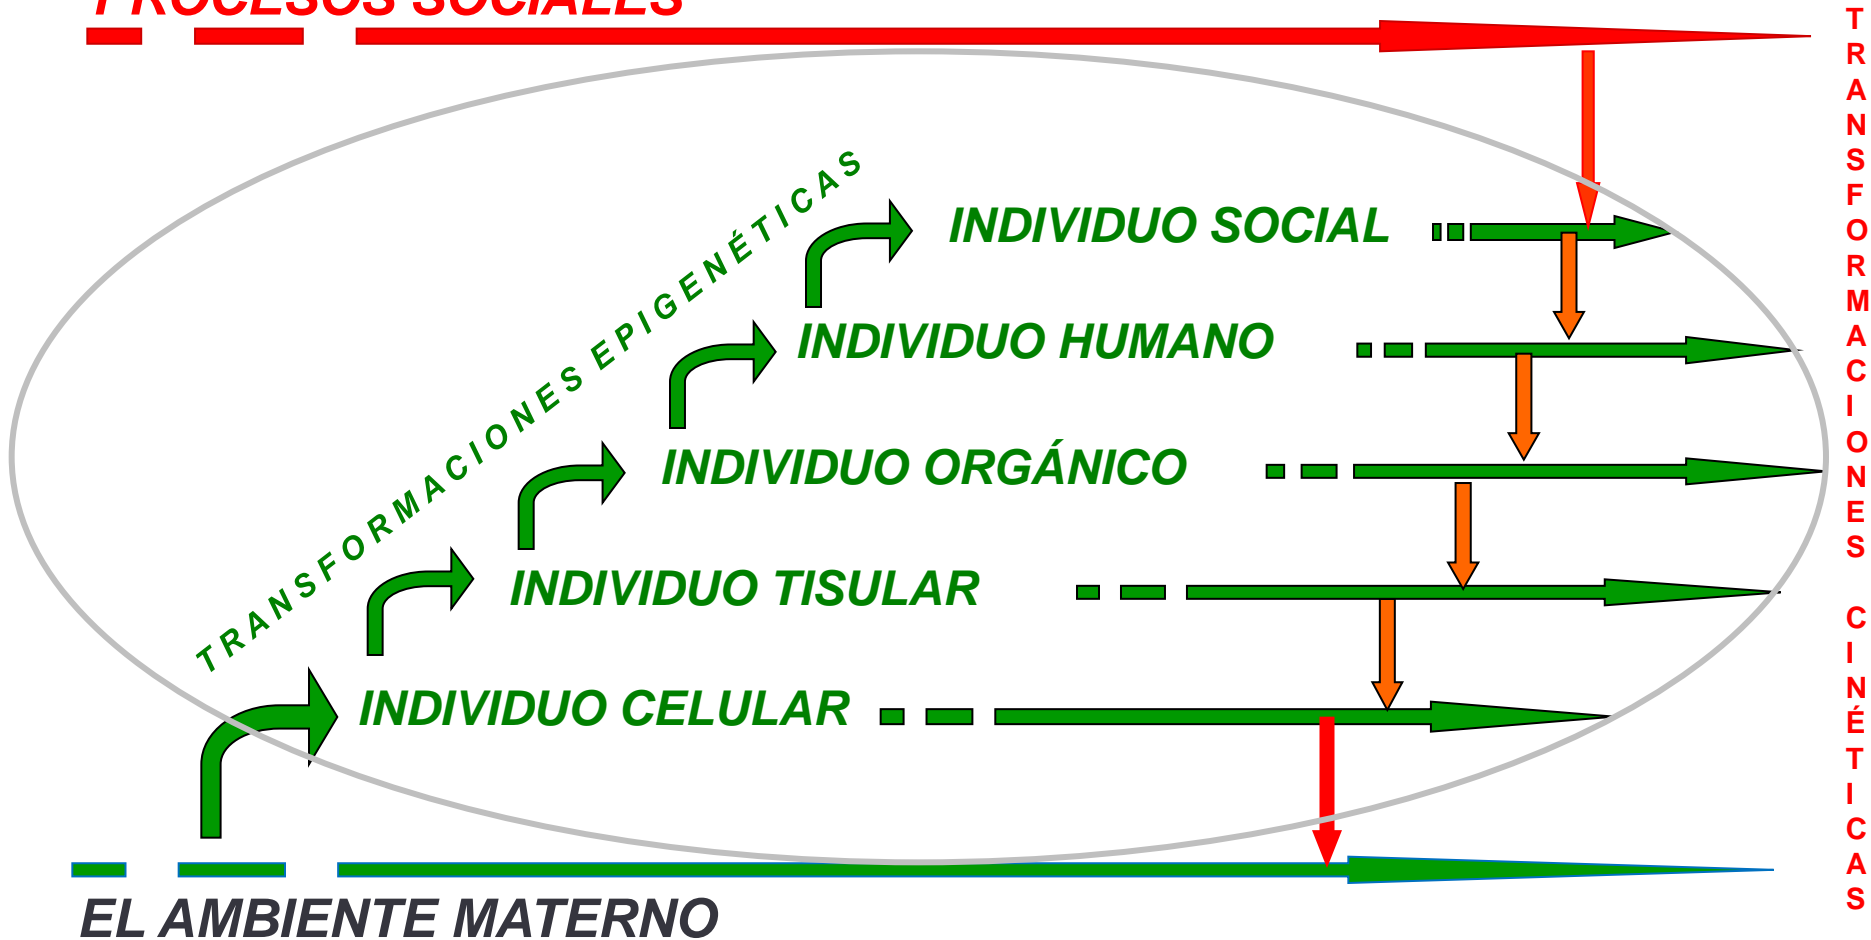 PROCESOS SOCIALES
TRANSFORMACIONES EPIGENÉTICAS
INDIVIDUO SOCIAL
INDIVIDUO HUMANO
INDIVIDUO ORGÁNICO
INDIVIDUO TISULAR
INDIVIDUO CELULAR
EL AMBIENTE MATERNO
TRANSFORMACIONES CINÉTICAS